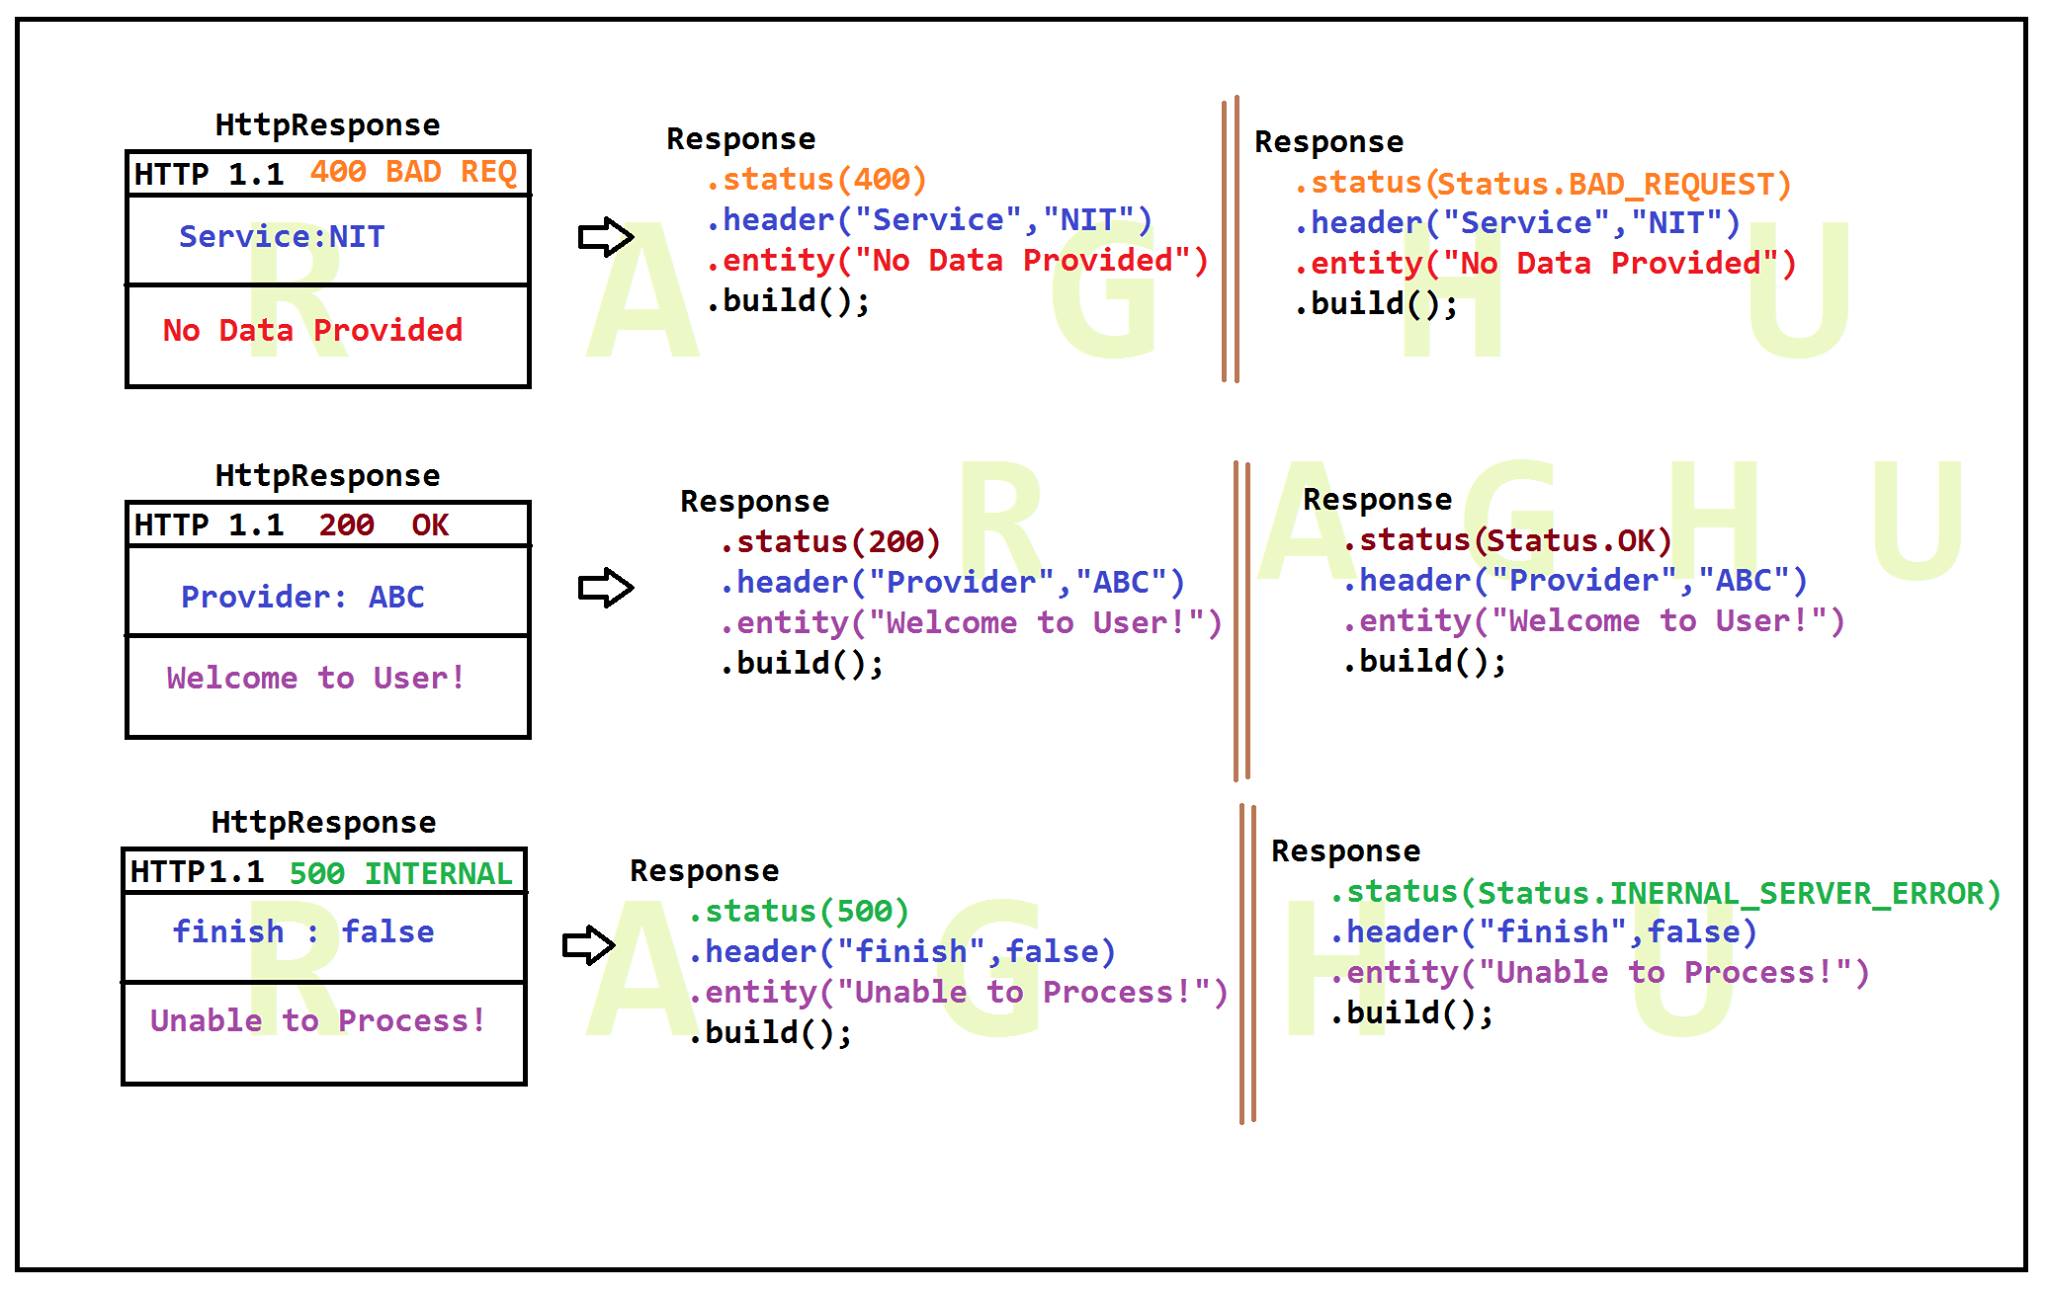 HttpResponse
HTTP 1.1 400 BAD REQ
Service:NIT
No Data Provided
Response
.status(400)
.header("Service","NIT")
.entity("No Data Provided")
.build();
Response
.status(Status.BAD_REQUEST)
.header("Service","NIT")
.entity("No Data Provided")
.build();
R A G H U
HttpResponse
HTTP 1.1 200 OK
Provider: ABC
Welcome to User!
Response
.status(200)
.header("Provider","ABC")
.entity("Welcome to User!")
.build();
Response
.status(Status.OK)
.header("Provider","ABC")
.entity("Welcome to User!")
.build();
R A G H U
HttpResponse
HTTP1.1 500 INTERNAL
finish : false
Unable to Process!
Response
.status(500)
.header("finish",false)
.entity("Unable to Process!")
.build();
Response
.status(Status.INERNAL_SERVER_ERROR)
.header("finish",false)
.entity("Unable to Process!")
.build();
R A G H U